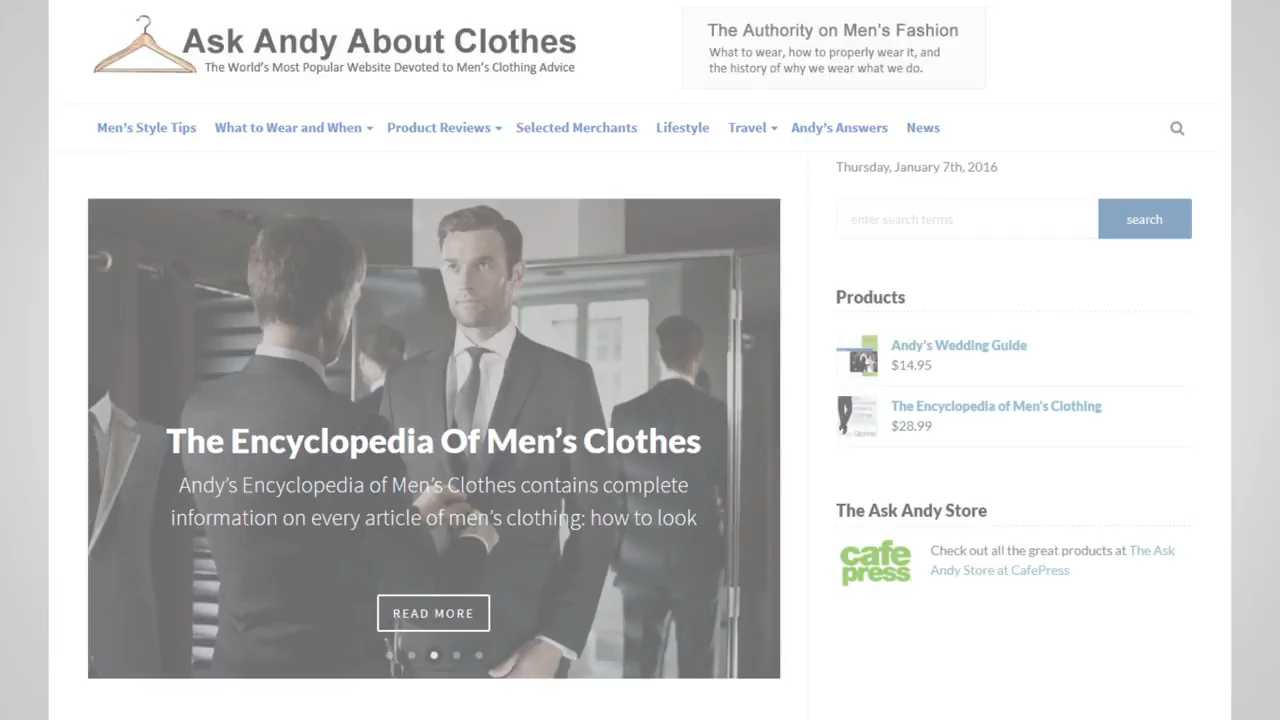 Ask Andy About Clothes
The World's Most Popular Website Devoted to Men's Clothing Advice
The Authority on Men's Fashion
What to wear, how to properly wear it, and
the history of why we wear what we do.
Men's Style Tips What to Wear and When Product Reviews Selected Merchants Lifestyle Travel Andy's Answers News
Thursday, January 7th, 2016
enter search terms search
The Encyclopedia Of Men's Clothes
Andy's Encyclopedia of Men's Clothes contains complete
information on every article of men's clothing: how to look
READ MORE
Products
Andy's Wedding Guide
$14.95
The Encyclopedia of Men's Clothing
$28.99
The Ask Andy Store
cafe
press
Check out all the great products at The Ask
Andy Store at CafePress